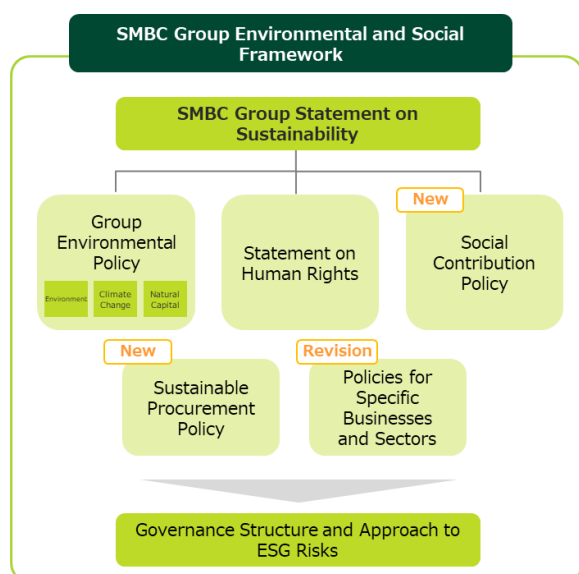 SMBC Group Environmental and Social
Framework
SMBC Group Statement on
Sustainability
Group
Environmental
Policy
Environment
Climate
Change
Natural
Capital
Statement on
Human Rights
New
Social
Contribution
Policy
New
Sustainable
Procurement
Policy
Revision
Policies for
Specific
Businesses
and Sectors
Governance Structure and Approach to
ESG Risks